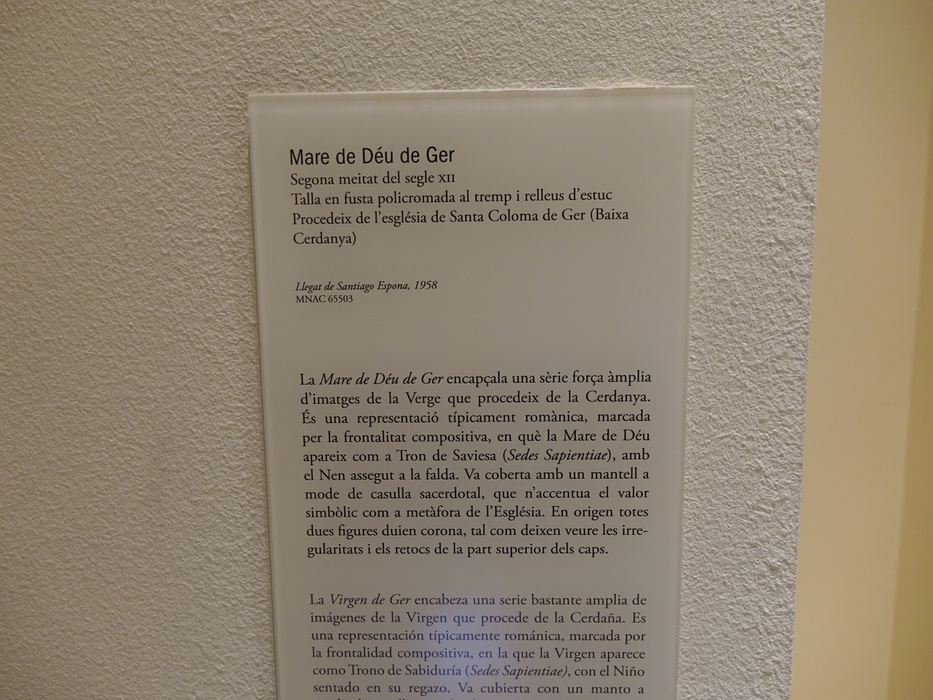 Mare de Déu de Ger
Segona meitat del segle XII
Talla en fusta policromada al tremp i relleus d'estuc
Procedeix de l'església de Santa Coloma de Ger (Baixa
Cerdanya)
Llegat de Santiago Espona, 1958
MNAC 65503
La Mare de Déu de Ger encapçala una sèrie força àmplia
d'imatges de la Verge que procedeix de la Cerdanya.
És una representació típicament romànica, marcada
per la frontalitat compositiva, en què la Mare de Déu
apareix com a Tron de Saviesa (Sedes Sapientiae), amb
el Nen assegut a la falda. Va coberta amb un mantell a
mode de casulla sacerdotal, que n'accentua el valor
simbòlic com a metàfora de l'Església. En origen totes
dues figures duien corona, tal com deixen veure les irre-
gularitats i els retocs de la part superior dels caps.
La Virgen de Ger encabeza una serie bastante amplia de
imágenes de la Virgen que procede de la Cerdaña. Es
una representación típicamente románica, marcada por
la frontalidad compositiva, en la que la Virgen aparece
como Trono de Sabiduría (Sedes Sapientiae), con el Niño
sentado en su regazo. Va cubierta con un manto a